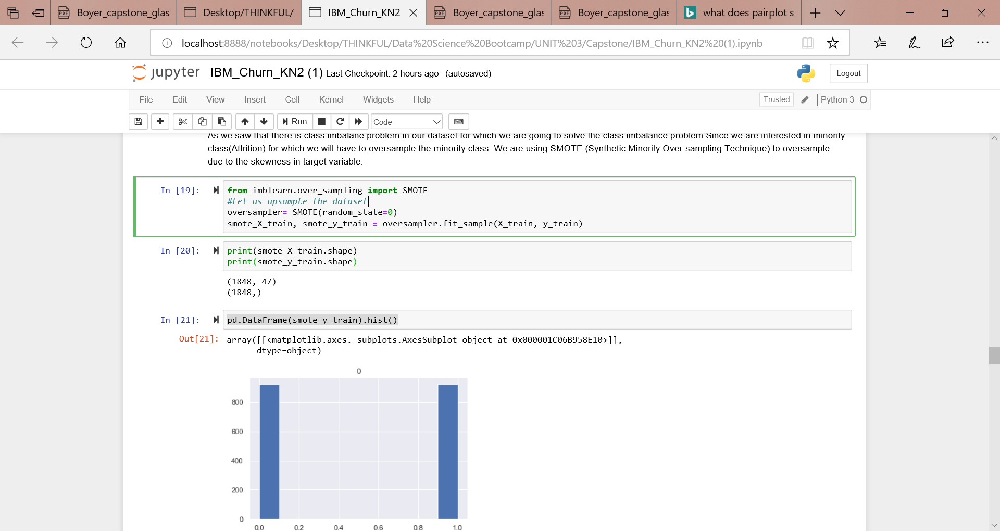 Boyer_capstone_glas
Desktop/THINKFUL/
IBM_Churn_KN2
Boyer_capstone_glas
Boyer_capstone_glas
what does pairplot s
localhost:8888/notebooks/Desktop/THINKFUL/Data%20Science%20Bootcamp/UNIT%203/Capstone/IBM_Churn_KN2%20(1).ipynb
jupyter IBM_Churn_KN2 (1) Last Checkpoint: 2 hours ago (autosaved)
Logout
File Edit View Insert Cell Kernel Widgets Help
Trusted Python 3
Run Code
As we saw that there is class imbalane problem in our dataset for which we are going to solve the class imbalance problem.Since we are interested in minority
class(Attrition) for which we will have to oversample the minority class. We are using SMOTE (Synthetic Minority Over-sampling Technique) to oversample
due to the skewness in target variable.
In [19]: from imblearn.over_sampling import SMOTE
#Let us upsample the dataset
oversampler= SMOTE(random_state=0)
smote_X_train, smote_y_train = oversampler.fit_sample(X_train, y_train)
In [20]: print(smote_X_train.shape)
print(smote_y_train.shape)
(1848, 47)
(1848,)
In [21]: pd.DataFrame(smote_y_train).hist()
Out[21]: array([[<matplotlib.axes._subplots.AxesSubplot object at 0x000001C06B958E10>]],
dtype=object)
0
800
600
400
200
0
0.0 0.2 0.4 0.6 0.8 1.0